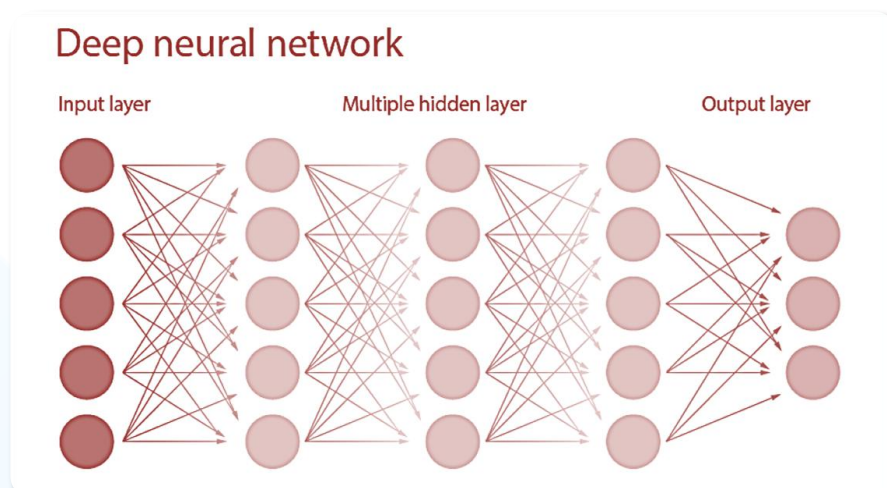 Deep neural network
Input layer
Multiple hidden layer
Output layer